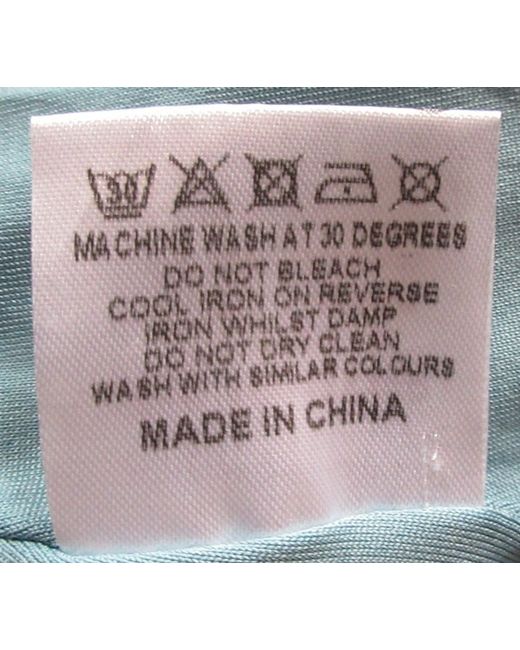 30
MACHINE WASH AT 30 DEGREES
DO NOT BLEACH
COOL IRON ON REVERSE
IRON WHILST DAMP
DO NOT DRY CLEAN
WASH WITH SIMILAR COLOURS
MADE IN CHINA